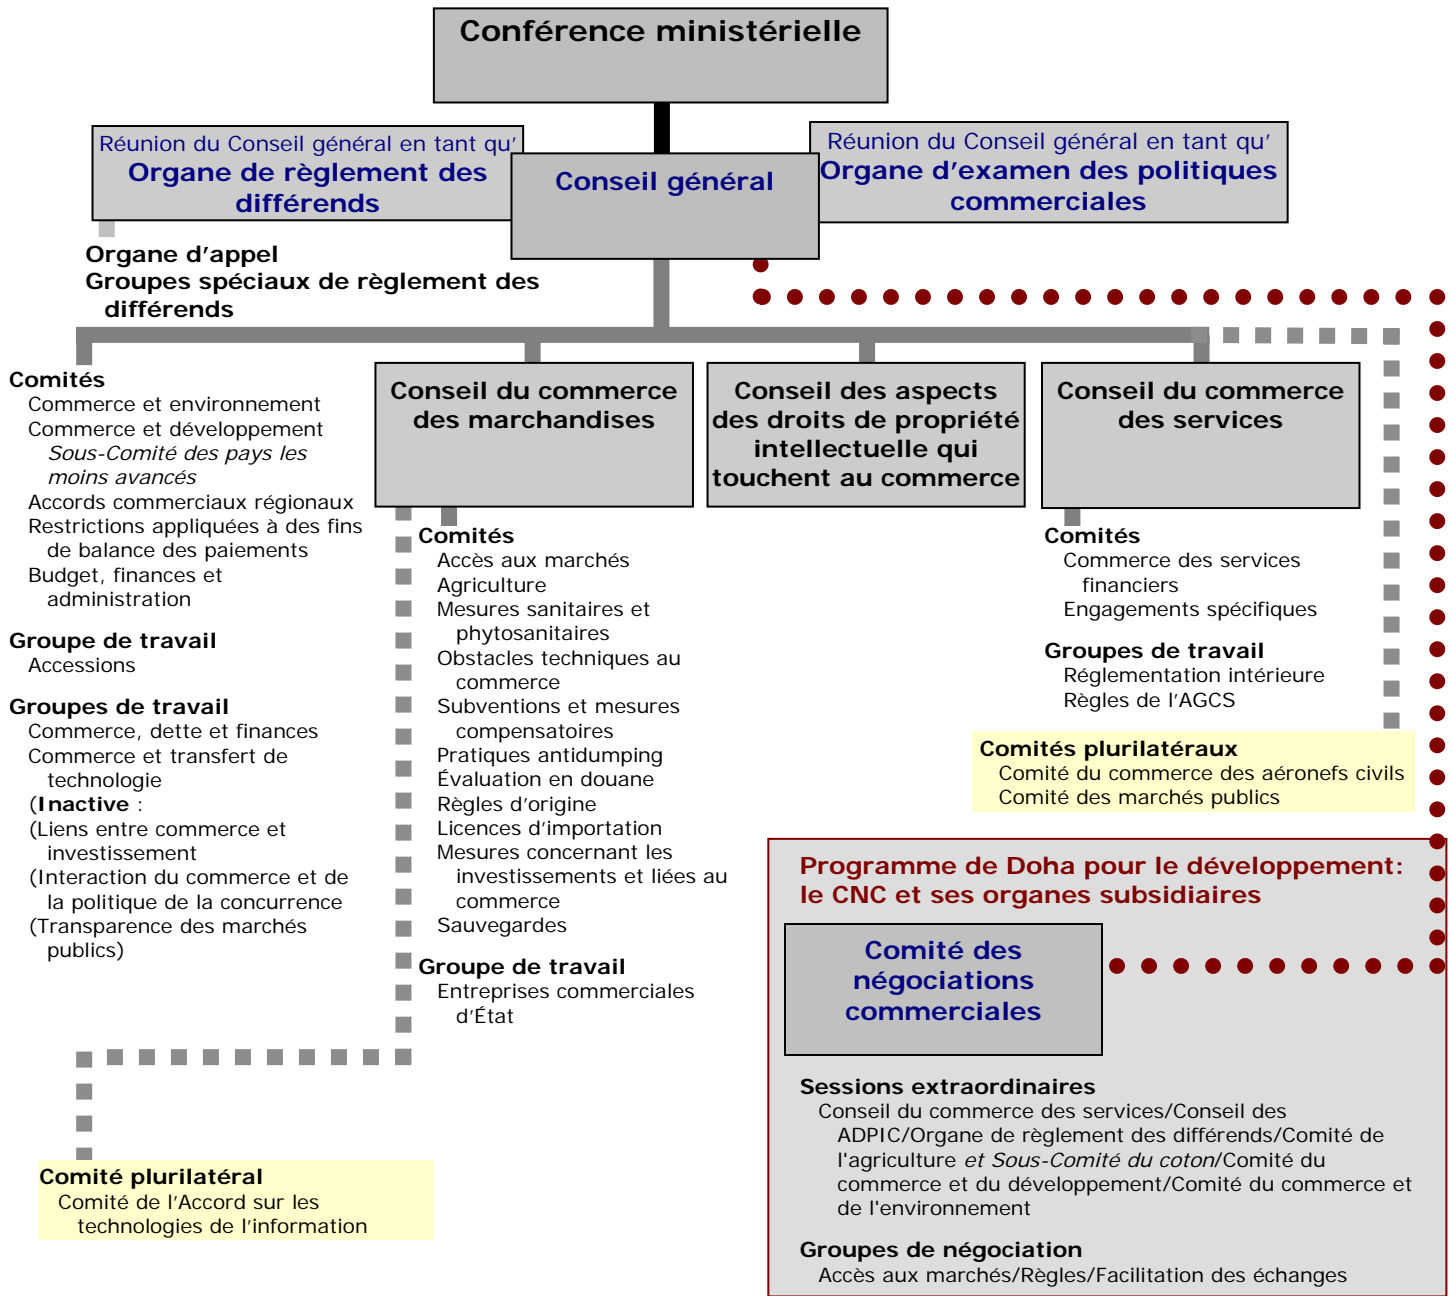 Conférence ministérielle
Réunion du Conseil général en tant qu'
Organe de règlement des
différends
Conseil général
Réunion du Conseil général en tant qu'
Organe d'examen des politiques
commerciales
Organe d'appel
Groupes spéciaux de règlement des
différends
Comités
Commerce et environnement
Commerce et développement
Sous-Comité des pays les
moins avancés
Accords commerciaux régionaux
Restrictions appliquées à des fins
de balance des paiements
Budget, finances et
administration
Groupe de travail
Accessions
Groupes de travail
Commerce, dette et finances
Commerce et transfert de
technologie
(Inactive :
(Liens entre commerce et
investissement
(Interaction du commerce et de
la politique de la concurrence
(Transparence des marchés
publics)
Conseil du commerce
des marchandises
Comités
Accès aux marchés
Agriculture
Mesures sanitaires et
phytosanitaires
Obstacles techniques au
commerce
Subventions et mesures
compensatoires
Pratiques antidumping
Évaluation en douane
Règles d'origine
Licences d'importation
Mesures concernant les
investissements et liées au
commerce
Sauvegardes
Groupe de travail
Entreprises commerciales
d'État
Comité plurilatéral
Comité de l'Accord sur les
technologies de l'information
Conseil des aspects
des droits de propriété
intellectuelle qui
touchent au commerce
Conseil du commerce
des services
Comités
Commerce des services
financiers
Engagements spécifiques
Groupes de travail
Réglementation intérieure
Règles de l'AGCS
Comités plurilatéraux
Comité du commerce des aéronefs civils
Comité des marchés publics
Programme de Doha pour le développement:
le CNC et ses organes subsidiaires
Comité des
négociations
commerciales
Sessions extraordinaires
Conseil du commerce des services/Conseil des
ADPIC/Organe de règlement des différends/Comité de
l'agriculture et Sous-Comité du coton/Comité du
commerce et du développement/Comité du commerce et
de l'environnement
Groupes de négociation
Accès aux marchés/Règles/Facilitation des échanges